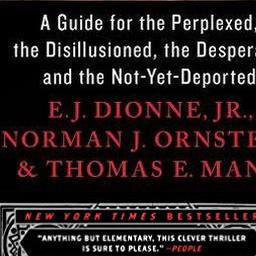 A Guide for the Perplexed,
the Disillusioned, the Despera
and the Not-Yet-Deported
E.J. DIONNE, JR.,
NORMAN J. ORNSTE
& THOMAS E. MAN
NEW YORK TIMES BESTSELLER
"ANYTHING BUT ELEMENTARY, THIS CLEVER THRILLER
IS SURE TO PLEASE." —PEOPLE